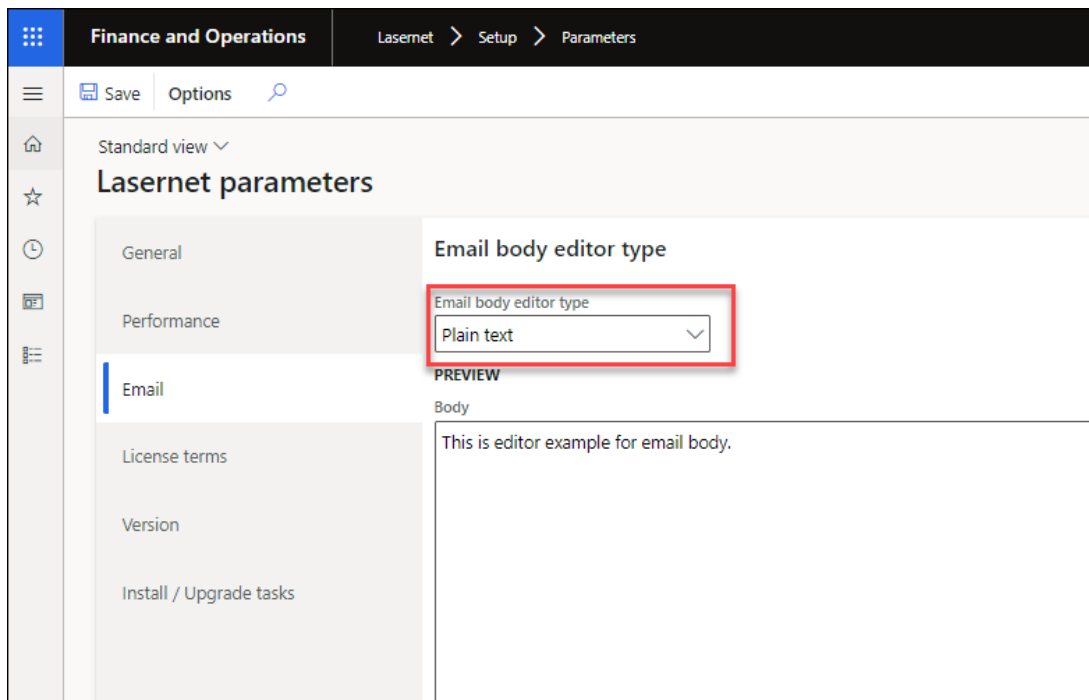 Finance and Operations
Lasernet > Setup > Parameters
Save Options
Standard view
Lasernet parameters
General
Performance
Email
License terms
Version
Install / Upgrade tasks
Email body editor type
Email body editor type
Plain text
PREVIEW
Body
This is editor example for email body.